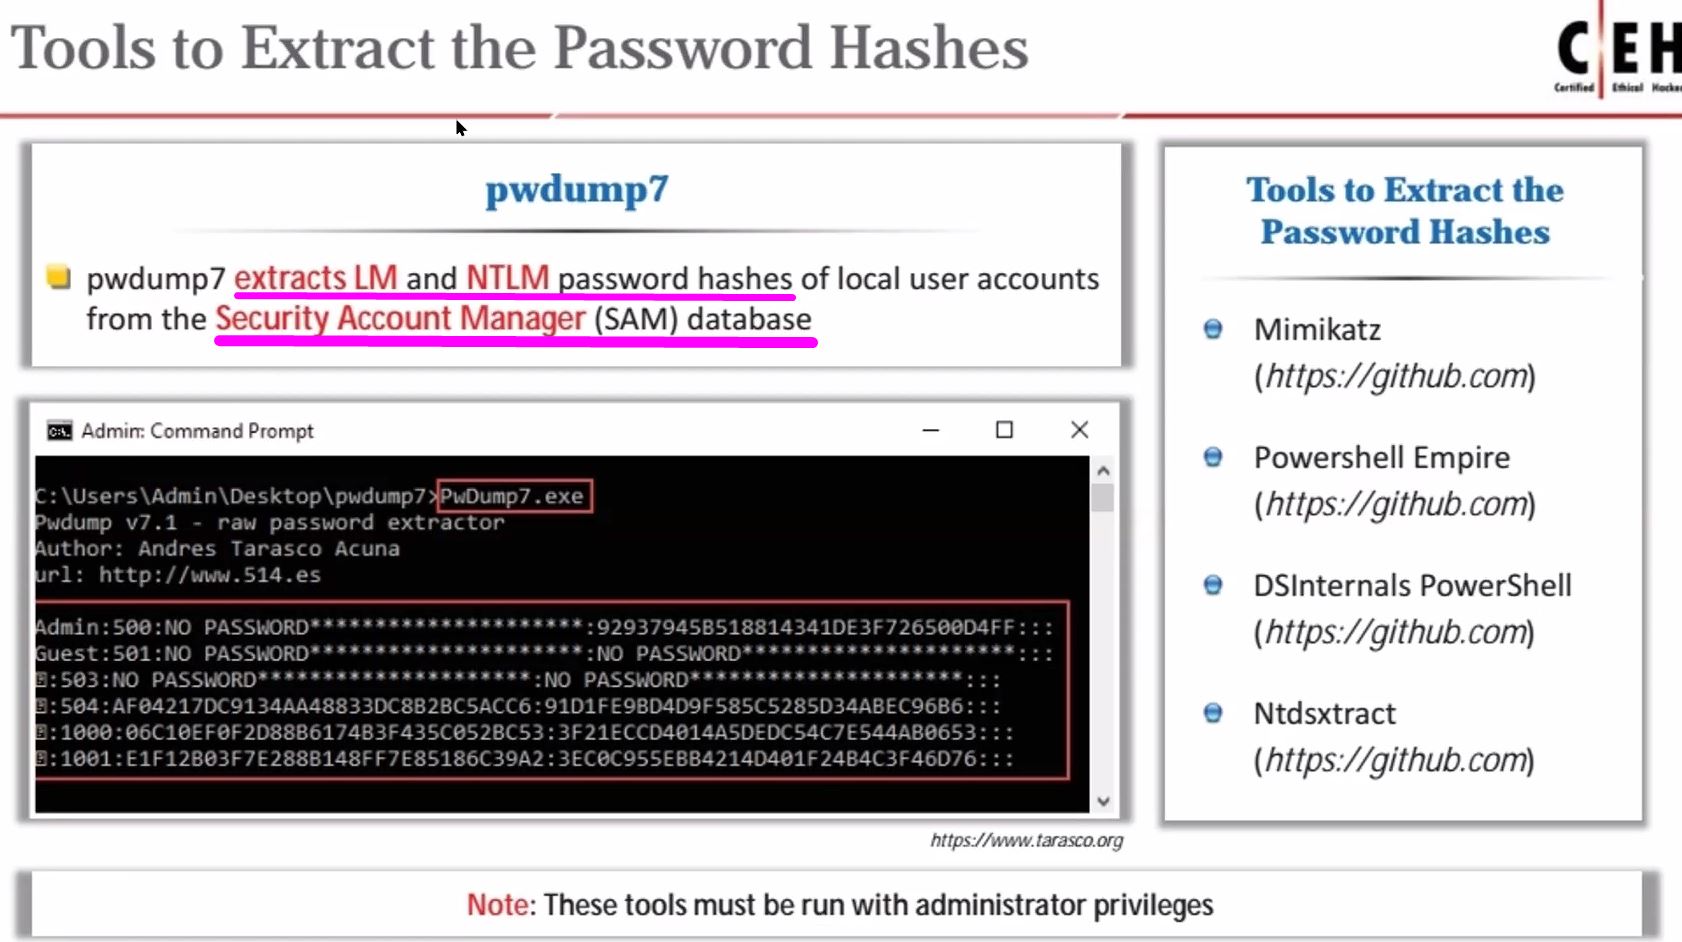 Tools to Extract the Password Hashes
CEH
Certified Ethical Hacker
pwdump7
pwdump7 extracts LM and NTLM password hashes of local user accounts
from the Security Account Manager (SAM) database
Admin: Command Prompt
C:\Users\Admin\Desktop\pwdump7>PwDump7.exe
Pwdump v7.1 - raw password extractor
Author: Andres Tarasco Acuna
url: http://www.514.es
Admin:500:NO PASSWORD*********************:92937945B518814341DE3F726500D4FF:::
Guest:501:NO PASSWORD*********************:NO PASSWORD*********************:::
:503:NO PASSWORD*********************:NO PASSWORD*********************:::
:504:AF04217DC9134AA48833DC8B2BC5ACC6:91D1FE9BD4D9F585C5285D34ABEC96B6:::
:1000:06C10EF0F2D88B6174B3F435C052BC53:3F21ECCD4014A5DEDC54C7E544AB0653:::
:1001:E1F12B03F7E288B148FF7E85186C39A2:3EC0C955EBB4214D401F24B4C3F46D76:::
https://www.tarasco.org
Tools to Extract the
Password Hashes
Mimikatz
(https://github.com)
Powershell Empire
(https://github.com)
DSInternals PowerShell
(https://github.com)
Ntdsxtract
(https://github.com)
Note: These tools must be run with administrator privileges